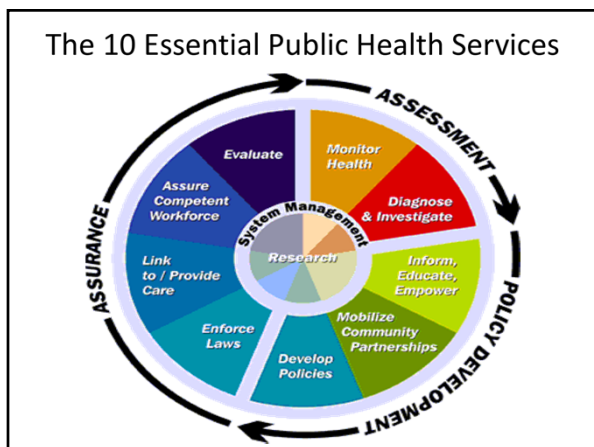 The 10 Essential Public Health Services
ASSESSMENT
Monitor
Health
Diagnose
& Investigate
POLICY DEVELOPMENT
Inform,
Educate,
Empower
Mobilize
Community
Partnerships
Develop
Policies
ASSURANCE
Enforce
Laws
Link
to / Provide
Care
Assure
Competent
Workforce
Evaluate
System Management
Research